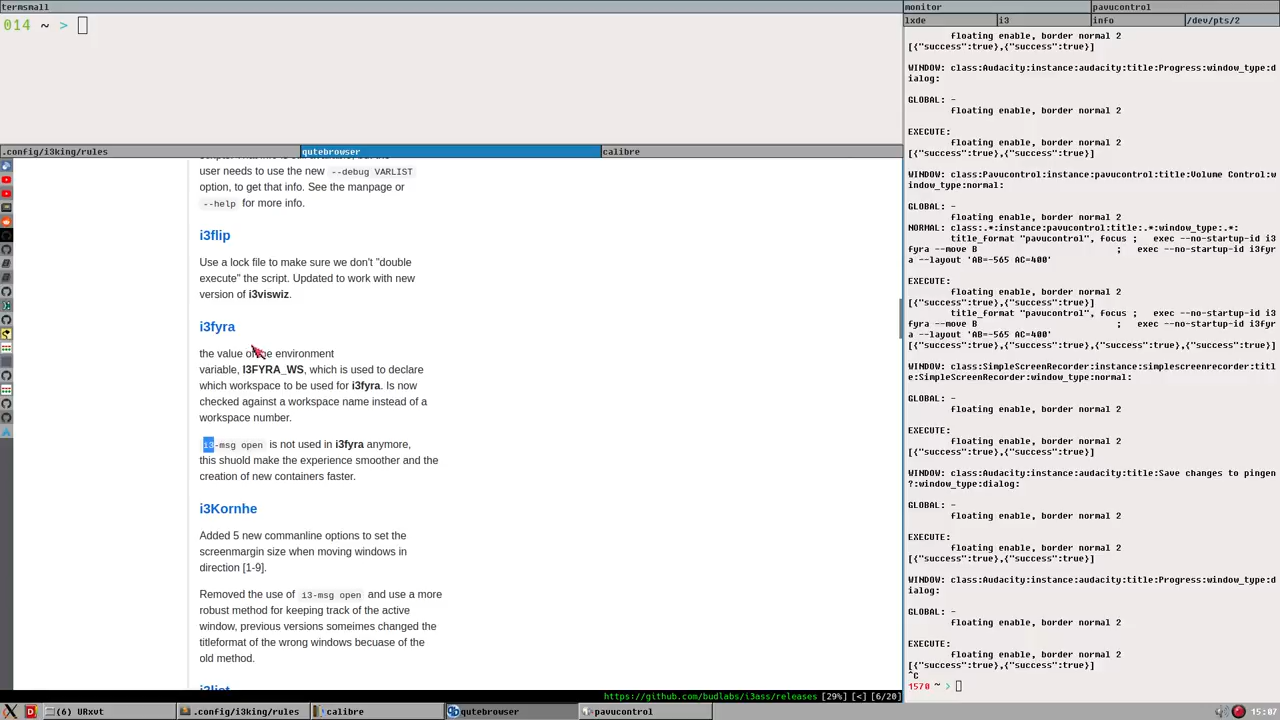 termsmall
014 ~ >
.config/i3king/rules
qutebrowser
calibre
user needs to use the new --debug VARLIST
option, to get that info. See the manpage or
--help for more info.
i3flip
Use a lock file to make sure we don't "double
execute" the script. Updated to work with new
version of i3viswiz.
i3fyra
the value of the environment
variable, I3FYRA_WS, which is used to declare
which workspace to be used for i3fyra. Is now
checked against a workspace name instead of a
workspace number.
i3-msg open is not used in i3fyra anymore,
this shuold make the experience smoother and the
creation of new containers faster.
i3Kornhe
Added 5 new commanline options to set the
screenmargin size when moving windows in
direction [1-9].
Removed the use of i3-msg open and use a more
robust method for keeping track of the active
window, previous versions someimes changed the
titleformat of the wrong windows becuase of the
old method.
i3list
https://github.com/budlabs/i3ass/releases [29%] [<] [6/20]
monitor
pavucontrol
lxde
i3
info
/dev/pts/2
floating enable, border normal 2
[{"success":true},{"success":true}]
WINDOW: class:Audacity:instance:audacity:title:Progress:window_type:d
ialog:
GLOBAL: -
floating enable, border normal 2
EXECUTE:
floating enable, border normal 2
[{"success":true},{"success":true}]
WINDOW: class:Pavucontrol:instance:pavucontrol:title:Volume Control:w
indow_type:normal:
GLOBAL: -
floating enable, border normal 2
NORMAL: class:.*:instance:pavucontrol:title:.*:window_type:.*:
title_format "pavucontrol", focus ;   exec --no-startup-id i3
fyra --move B                          ;   exec --no-startup-id i3fyr
a --layout 'AB=-565 AC=400'
EXECUTE:
floating enable, border normal 2
[{"success":true},{"success":true}]
title_format "pavucontrol", focus ;   exec --no-startup-id i3
fyra --move B                          ;   exec --no-startup-id i3fyr
a --layout 'AB=-565 AC=400'
[{"success":true},{"success":true},{"success":true},{"success":true}]
WINDOW: class:SimpleScreenRecorder:instance:simplescreenrecorder:titl
e:SimpleScreenRecorder:window_type:normal:
GLOBAL: -
floating enable, border normal 2
EXECUTE:
floating enable, border normal 2
[{"success":true},{"success":true}]
WINDOW: class:Audacity:instance:audacity:title:Save changes to pingen
?:window_type:dialog:
GLOBAL: -
floating enable, border normal 2
EXECUTE:
floating enable, border normal 2
[{"success":true},{"success":true}]
WINDOW: class:Audacity:instance:audacity:title:Progress:window_type:d
ialog:
GLOBAL: -
floating enable, border normal 2
EXECUTE:
floating enable, border normal 2
[{"success":true},{"success":true}]
^C
1570 ~ >
(6) URxvt
.config/i3king/rules
calibre
qutebrowser
pavucontrol
15:07